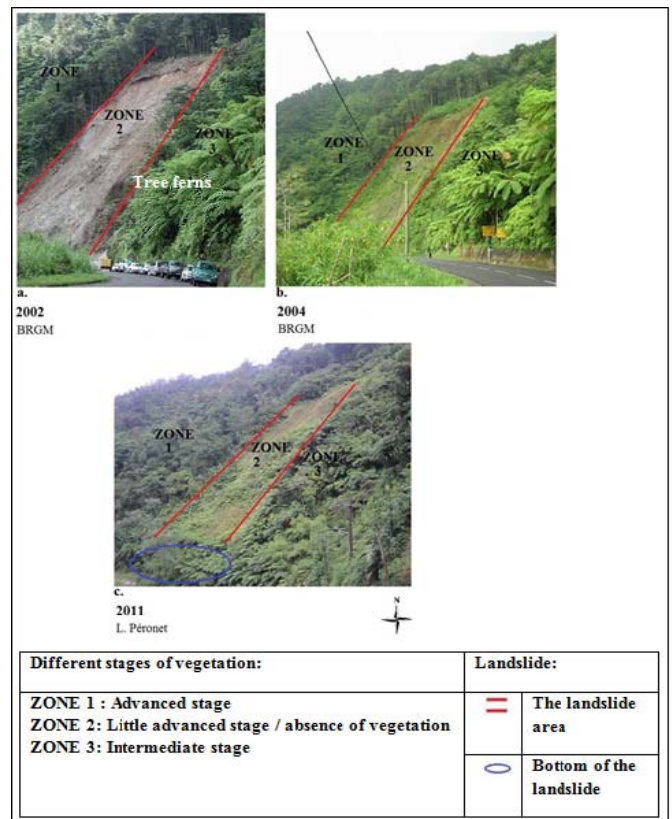 ZONE
1
ZONE
2
ZONE
3
Tree ferns
a.
2002
BRGM
ZONE
1
ZONE
2
ZONE
3
b.
2004
BRGM
ZONE
1
ZONE
2
ZONE
3
c.
2011
L. Péronet
N
Different stages of vegetation:
ZONE 1 : Advanced stage
ZONE 2: Little advanced stage / absence of vegetation
ZONE 3: Intermediate stage
Landslide:
The landslide
area
Bottom of the
landslide